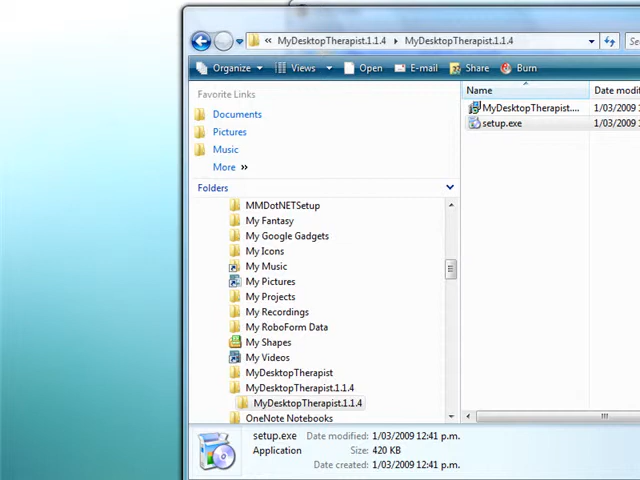 « MyDesktopTherapist.1.1.4 ▸ MyDesktopTherapist.1.1.4
Organize Views Open E-mail Share Burn
Favorite Links
Documents
Pictures
Music
More »
Folders
MMDotNETSetup
My Fantasy
My Google Gadgets
My Icons
My Music
My Pictures
My Projects
My Recordings
My RoboForm Data
My Shapes
My Videos
MyDesktopTherapist
MyDesktopTherapist.1.1.4
MyDesktopTherapist.1.1.4
OneNote Notebooks
Name Date modif
MyDesktopTherapist.... 1/03/2009
setup.exe 1/03/2009
setup.exe Date modified: 1/03/2009 12:41 p.m.
Application Size: 420 KB
Date created: 1/03/2009 12:41 p.m.